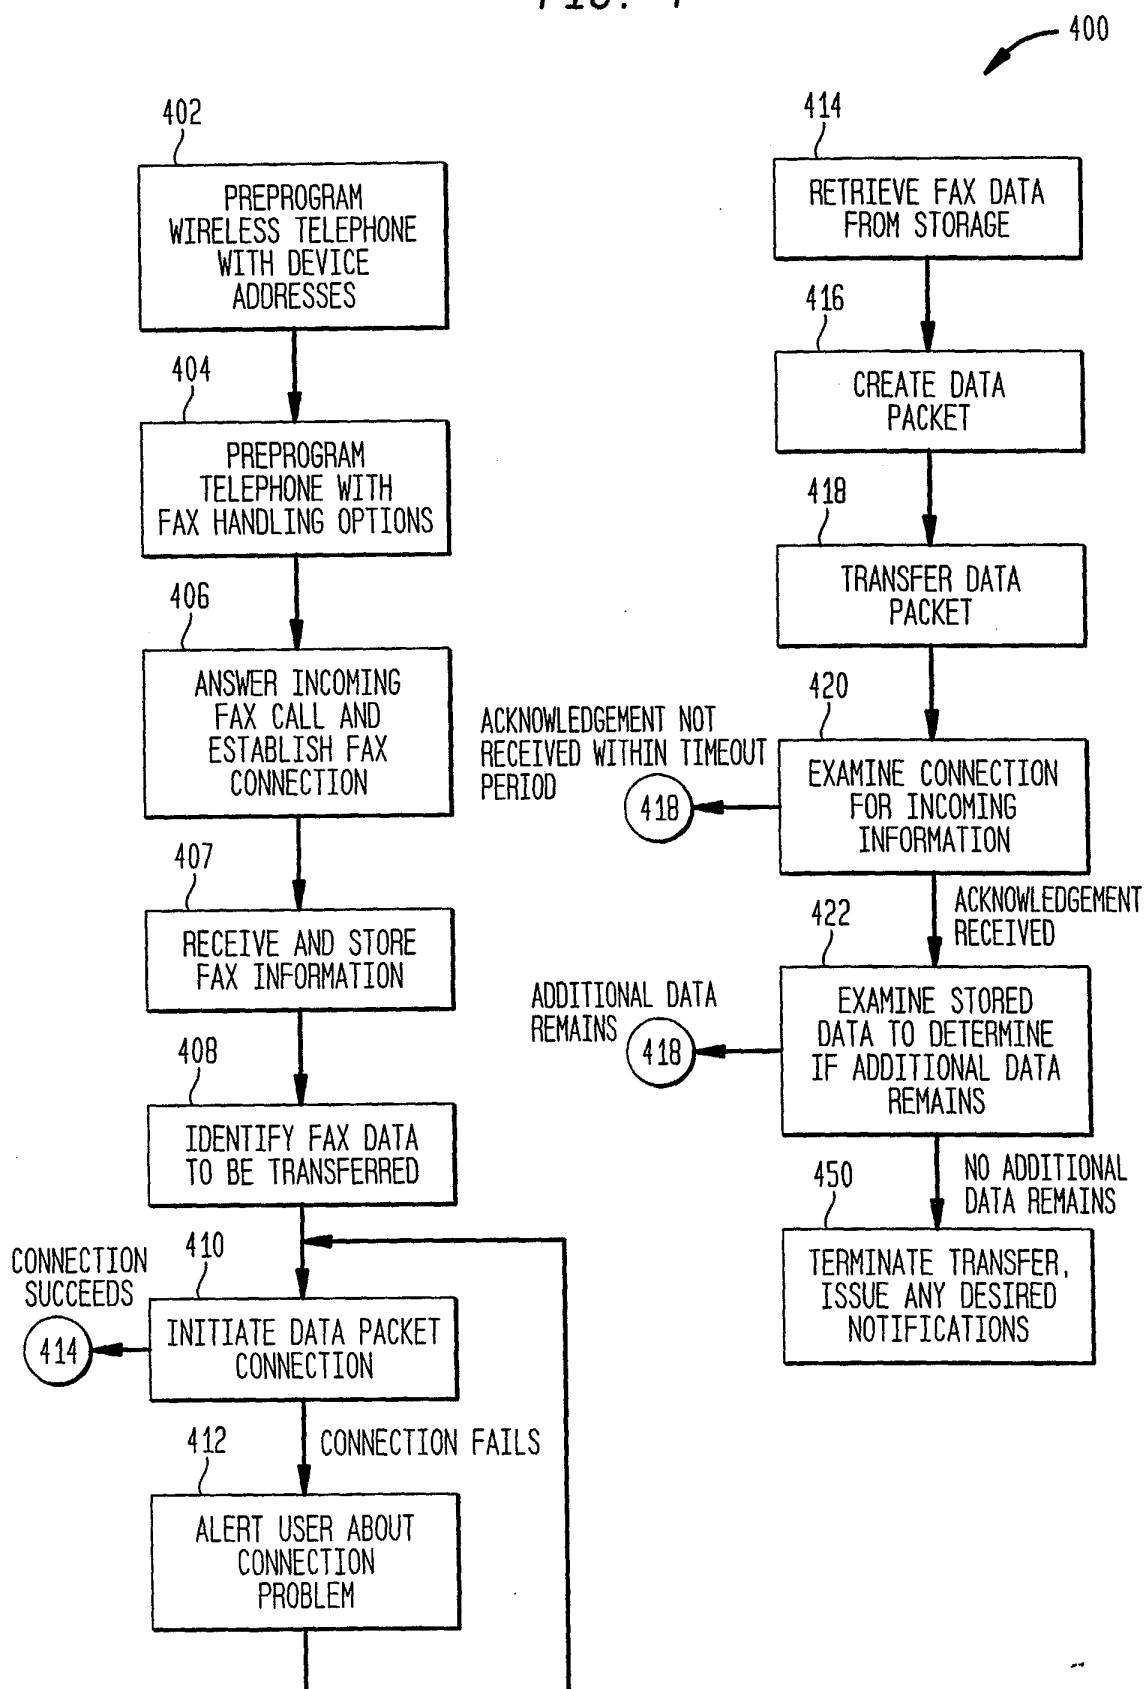 400
402
PREPROGRAM
WIRELESS TELEPHONE
WITH DEVICE
ADDRESSES
404
PREPROGRAM
TELEPHONE WITH
FAX HANDLING OPTIONS
406
ANSWER INCOMING
FAX CALL AND
ESTABLISH FAX
CONNECTION
407
RECEIVE AND STORE
FAX INFORMATION
408
IDENTIFY FAX DATA
TO BE TRANSFERRED
410
CONNECTION
SUCCEEDS
414
INITIATE DATA PACKET
CONNECTION
412
CONNECTION FAILS
ALERT USER ABOUT
CONNECTION
PROBLEM
414
RETRIEVE FAX DATA
FROM STORAGE
416
CREATE DATA
PACKET
418
TRANSFER DATA
PACKET
420
ACKNOWLEDGEMENT NOT
RECEIVED WITHIN TIMEOUT
PERIOD
418
EXAMINE CONNECTION
FOR INCOMING
INFORMATION
ACKNOWLEDGEMENT
RECEIVED
422
ADDITIONAL DATA
REMAINS
418
EXAMINE STORED
DATA TO DETERMINE
IF ADDITIONAL DATA
REMAINS
NO ADDITIONAL
DATA REMAINS
450
TERMINATE TRANSFER,
ISSUE ANY DESIRED
NOTIFICATIONS